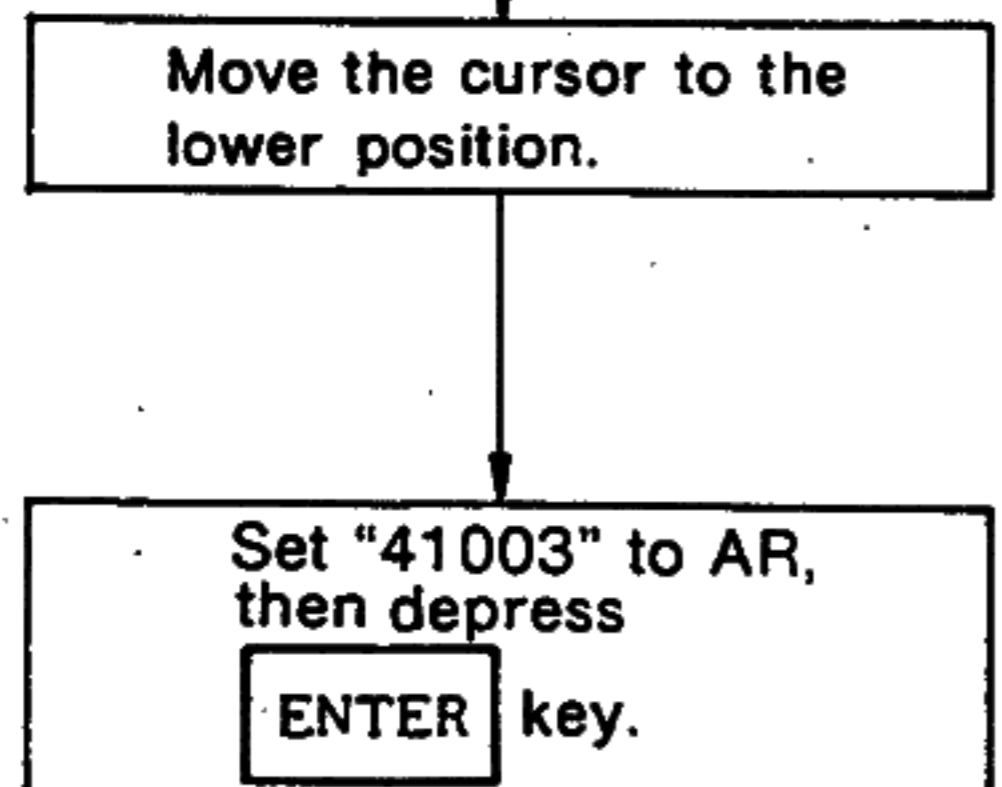 Move the cursor to the
lower position.
Set “41003” to AR,
then depress
ENTER key.